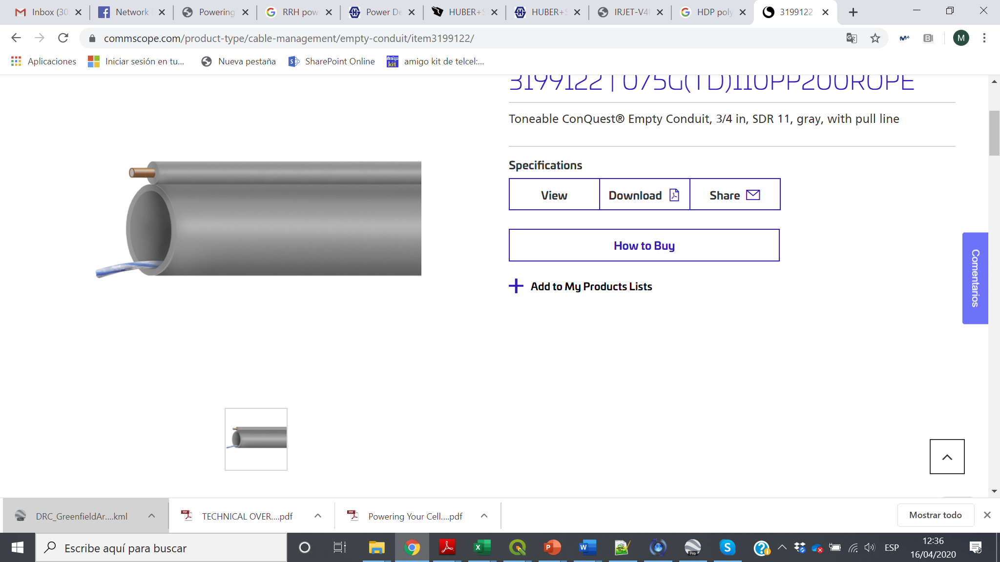 Inbox (30
Network
Powering
RRH pow
Power De
HUBER+S
HUBER+S
IRJET-V4I
HDP poly
3199122
commscope.com/product-type/cable-management/empty-conduit/item3199122/
M
Aplicaciones
Iniciar sesión en tu...
Nueva pestaña
SharePoint Online
amigo kit de telcel:...
3199122 | 075G(TD)110PP200ROPE
Toneable ConQuest® Empty Conduit, 3/4 in, SDR 11, gray, with pull line
Specifications
View
Download
Share
How to Buy
Add to My Products Lists
Comentarios
DRC_GreenfieldAr....kml
TECHNICAL OVER....pdf
Powering Your Cell....pdf
Mostrar todo
Escribe aquí para buscar
ESP
12:36
16/04/2020